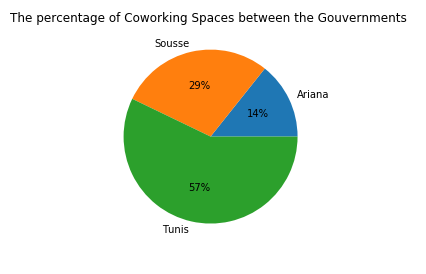 The percentage of Coworking Spaces between the Gouvernments
Sousse
29%
Ariana
14%
57%
Tunis